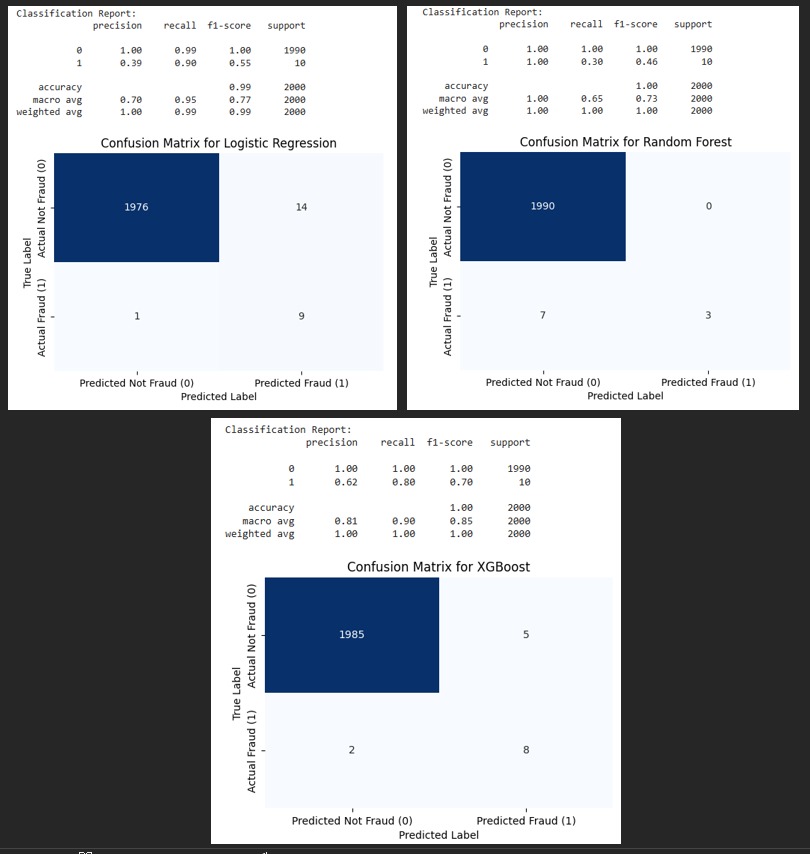 Classification Report:
precision recall f1-score support
0 1.00 0.99 1.00 1990
1 0.39 0.90 0.55 10
accuracy 0.99 2000
macro avg 0.70 0.95 0.77 2000
weighted avg 1.00 0.99 0.99 2000
Confusion Matrix for Logistic Regression
Actual Not Fraud (0)
1976 14
True Label
Actual Fraud (1)
1 9
Predicted Not Fraud (0) Predicted Fraud (1)
Predicted Label
Classification Report:
precision recall f1-score support
0 1.00 1.00 1.00 1990
1 1.00 0.30 0.46 10
accuracy 1.00 2000
macro avg 1.00 0.65 0.73 2000
weighted avg 1.00 1.00 1.00 2000
Confusion Matrix for Random Forest
Actual Not Fraud (0)
1990 0
True Label
Actual Fraud (1)
7 3
Predicted Not Fraud (0) Predicted Fraud (1)
Predicted Label
Classification Report:
precision recall f1-score support
0 1.00 1.00 1.00 1990
1 0.62 0.80 0.70 10
accuracy 1.00 2000
macro avg 0.81 0.90 0.85 2000
weighted avg 1.00 1.00 1.00 2000
Confusion Matrix for XGBoost
Actual Not Fraud (0)
1985 5
True Label
Actual Fraud (1)
2 8
Predicted Not Fraud (0) Predicted Fraud (1)
Predicted Label